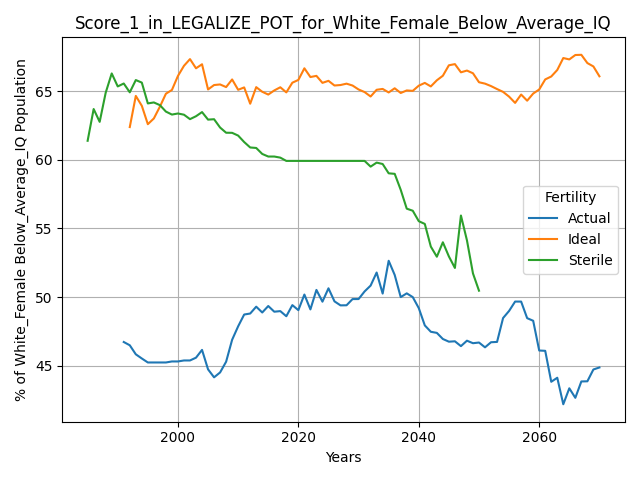 Score_1_in_LEGALIZE_POT_for_White_Female_Below_Average_IQ
% of White_Female Below_Average_IQ Population
65
60
55
50
45
Fertility
Actual
Ideal
Sterile
2000 2020 2040 2060
Years